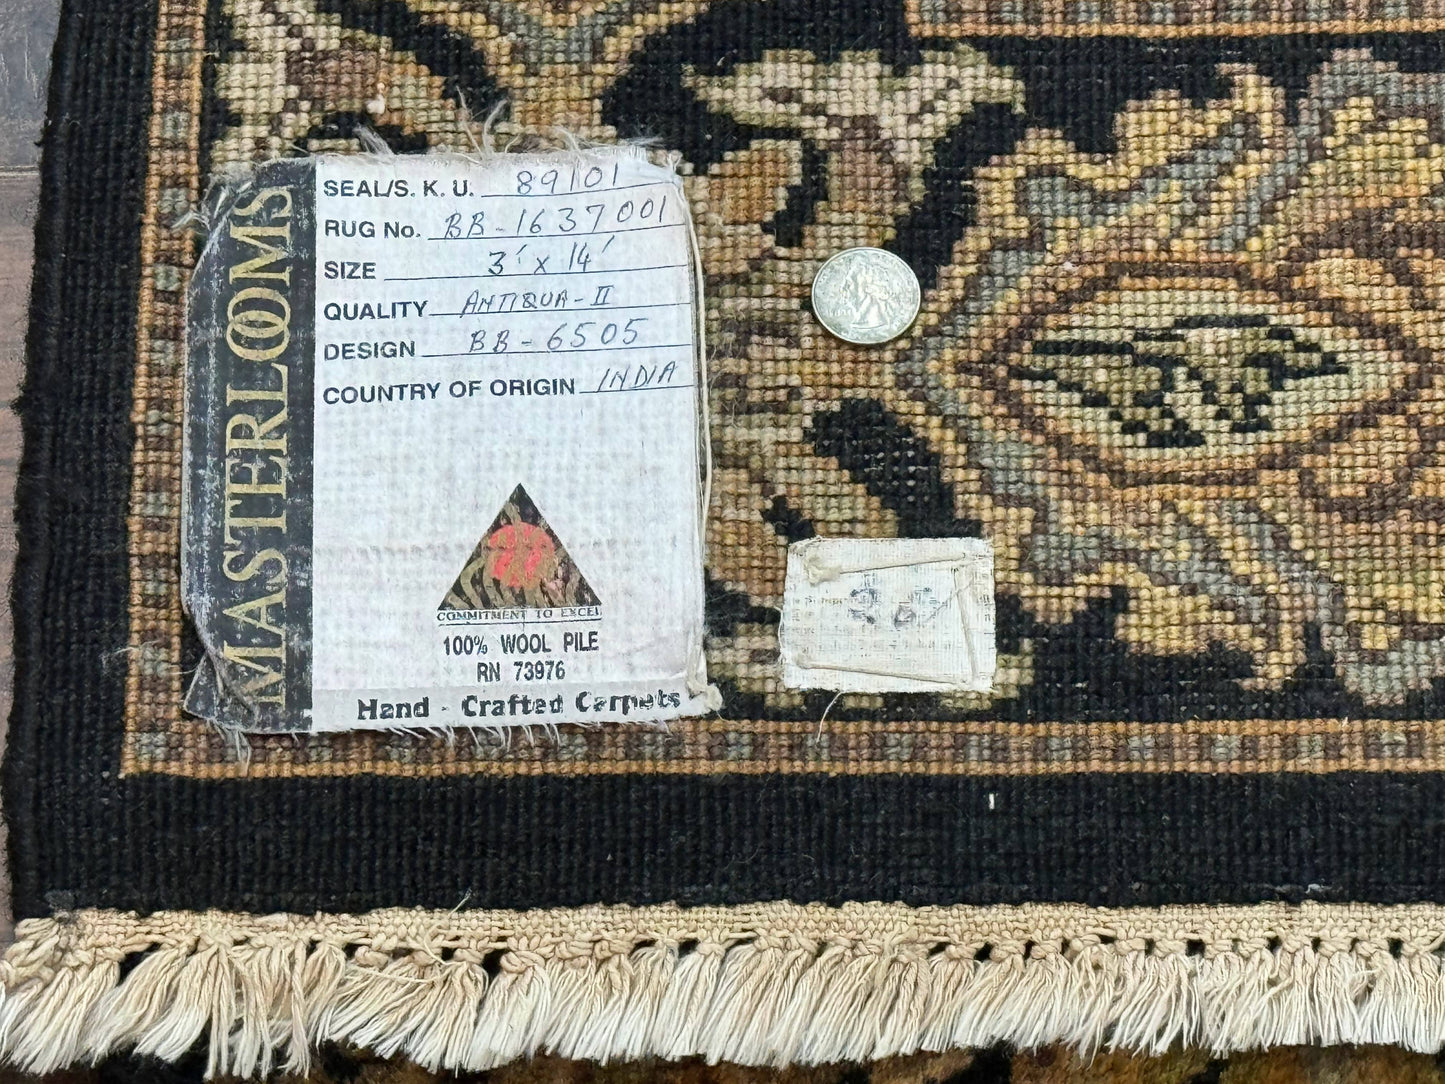 MASTERLOOMS
SEAL/S. K. U. 89101
RUG No. BB-1637001
SIZE 3' x 14'
QUALITY ANTIQUA-II
DESIGN BB-6505
COUNTRY OF ORIGIN INDIA
COMMITMENT TO EXCEL
100% WOOL PILE
RN 73976
Hand - Crafted Carpets